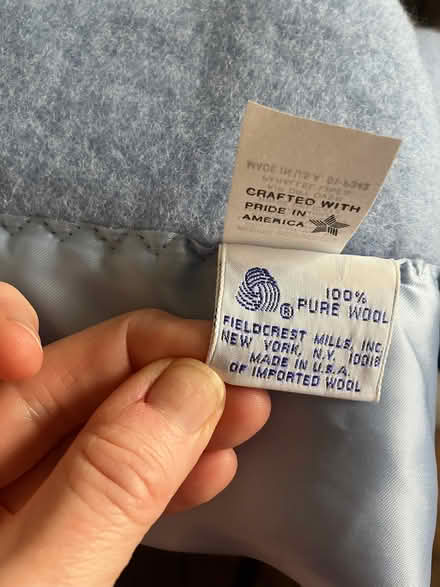 CRAFTED WITH
PRIDE IN
AMERICA
®
100%
PURE WOOL
FIELDCREST MILLS, INC
NEW YORK, N.Y. 10018
MADE IN U.S.A.
OF IMPORTED WOOL